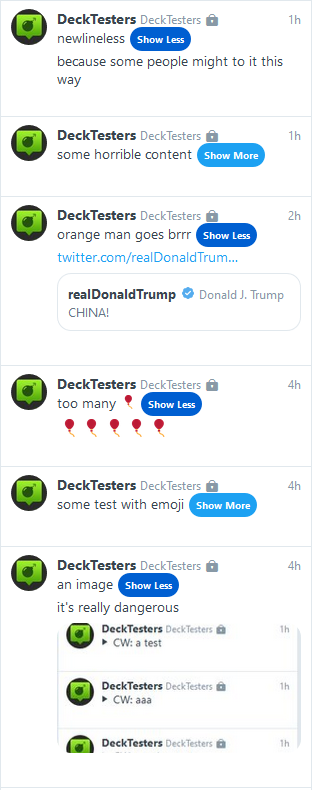 DeckTesters DeckTesters 1h
newlineless Show Less
because some people might to it this
way
DeckTesters DeckTesters 1h
some horrible content Show More
DeckTesters DeckTesters 2h
orange man goes brrr Show Less
twitter.com/realDonaldTrum...
realDonaldTrump Donald J. Trump
CHINA!
DeckTesters DeckTesters 4h
too many 🎈 Show Less
🎈 🎈 🎈 🎈 🎈
DeckTesters DeckTesters 4h
some test with emoji Show More
DeckTesters DeckTesters 4h
an image Show Less
it's really dangerous
DeckTesters DeckTesters 1h
CW: a test
DeckTesters DeckTesters 1h
CW: aaa
DeckTesters DeckTesters 1h